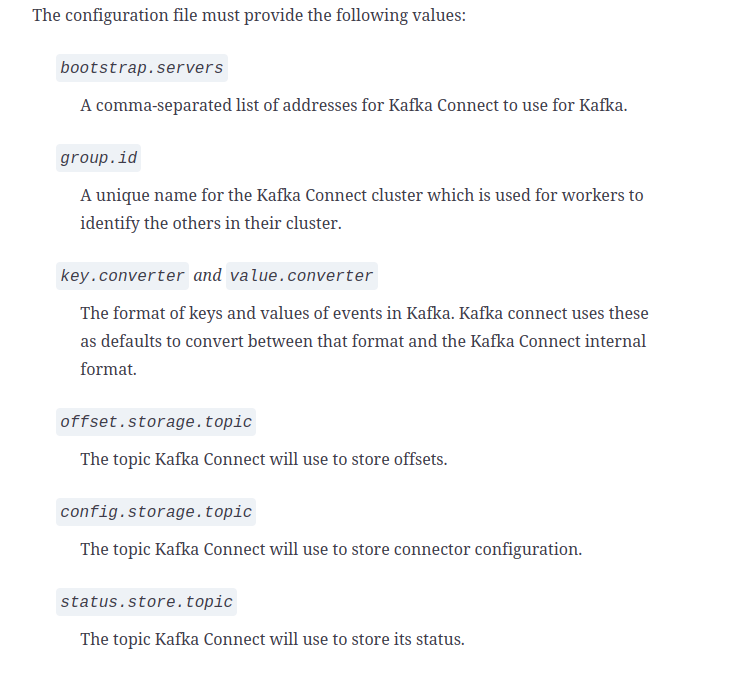 The configuration file must provide the following values:
bootstrap.servers
A comma-separated list of addresses for Kafka Connect to use for Kafka.
group.id
A unique name for the Kafka Connect cluster which is used for workers to
identify the others in their cluster.
key.converter and value.converter
The format of keys and values of events in Kafka. Kafka connect uses these
as defaults to convert between that format and the Kafka Connect internal
format.
offset.storage.topic
The topic Kafka Connect will use to store offsets.
config.storage.topic
The topic Kafka Connect will use to store connector configuration.
status.store.topic
The topic Kafka Connect will use to store its status.